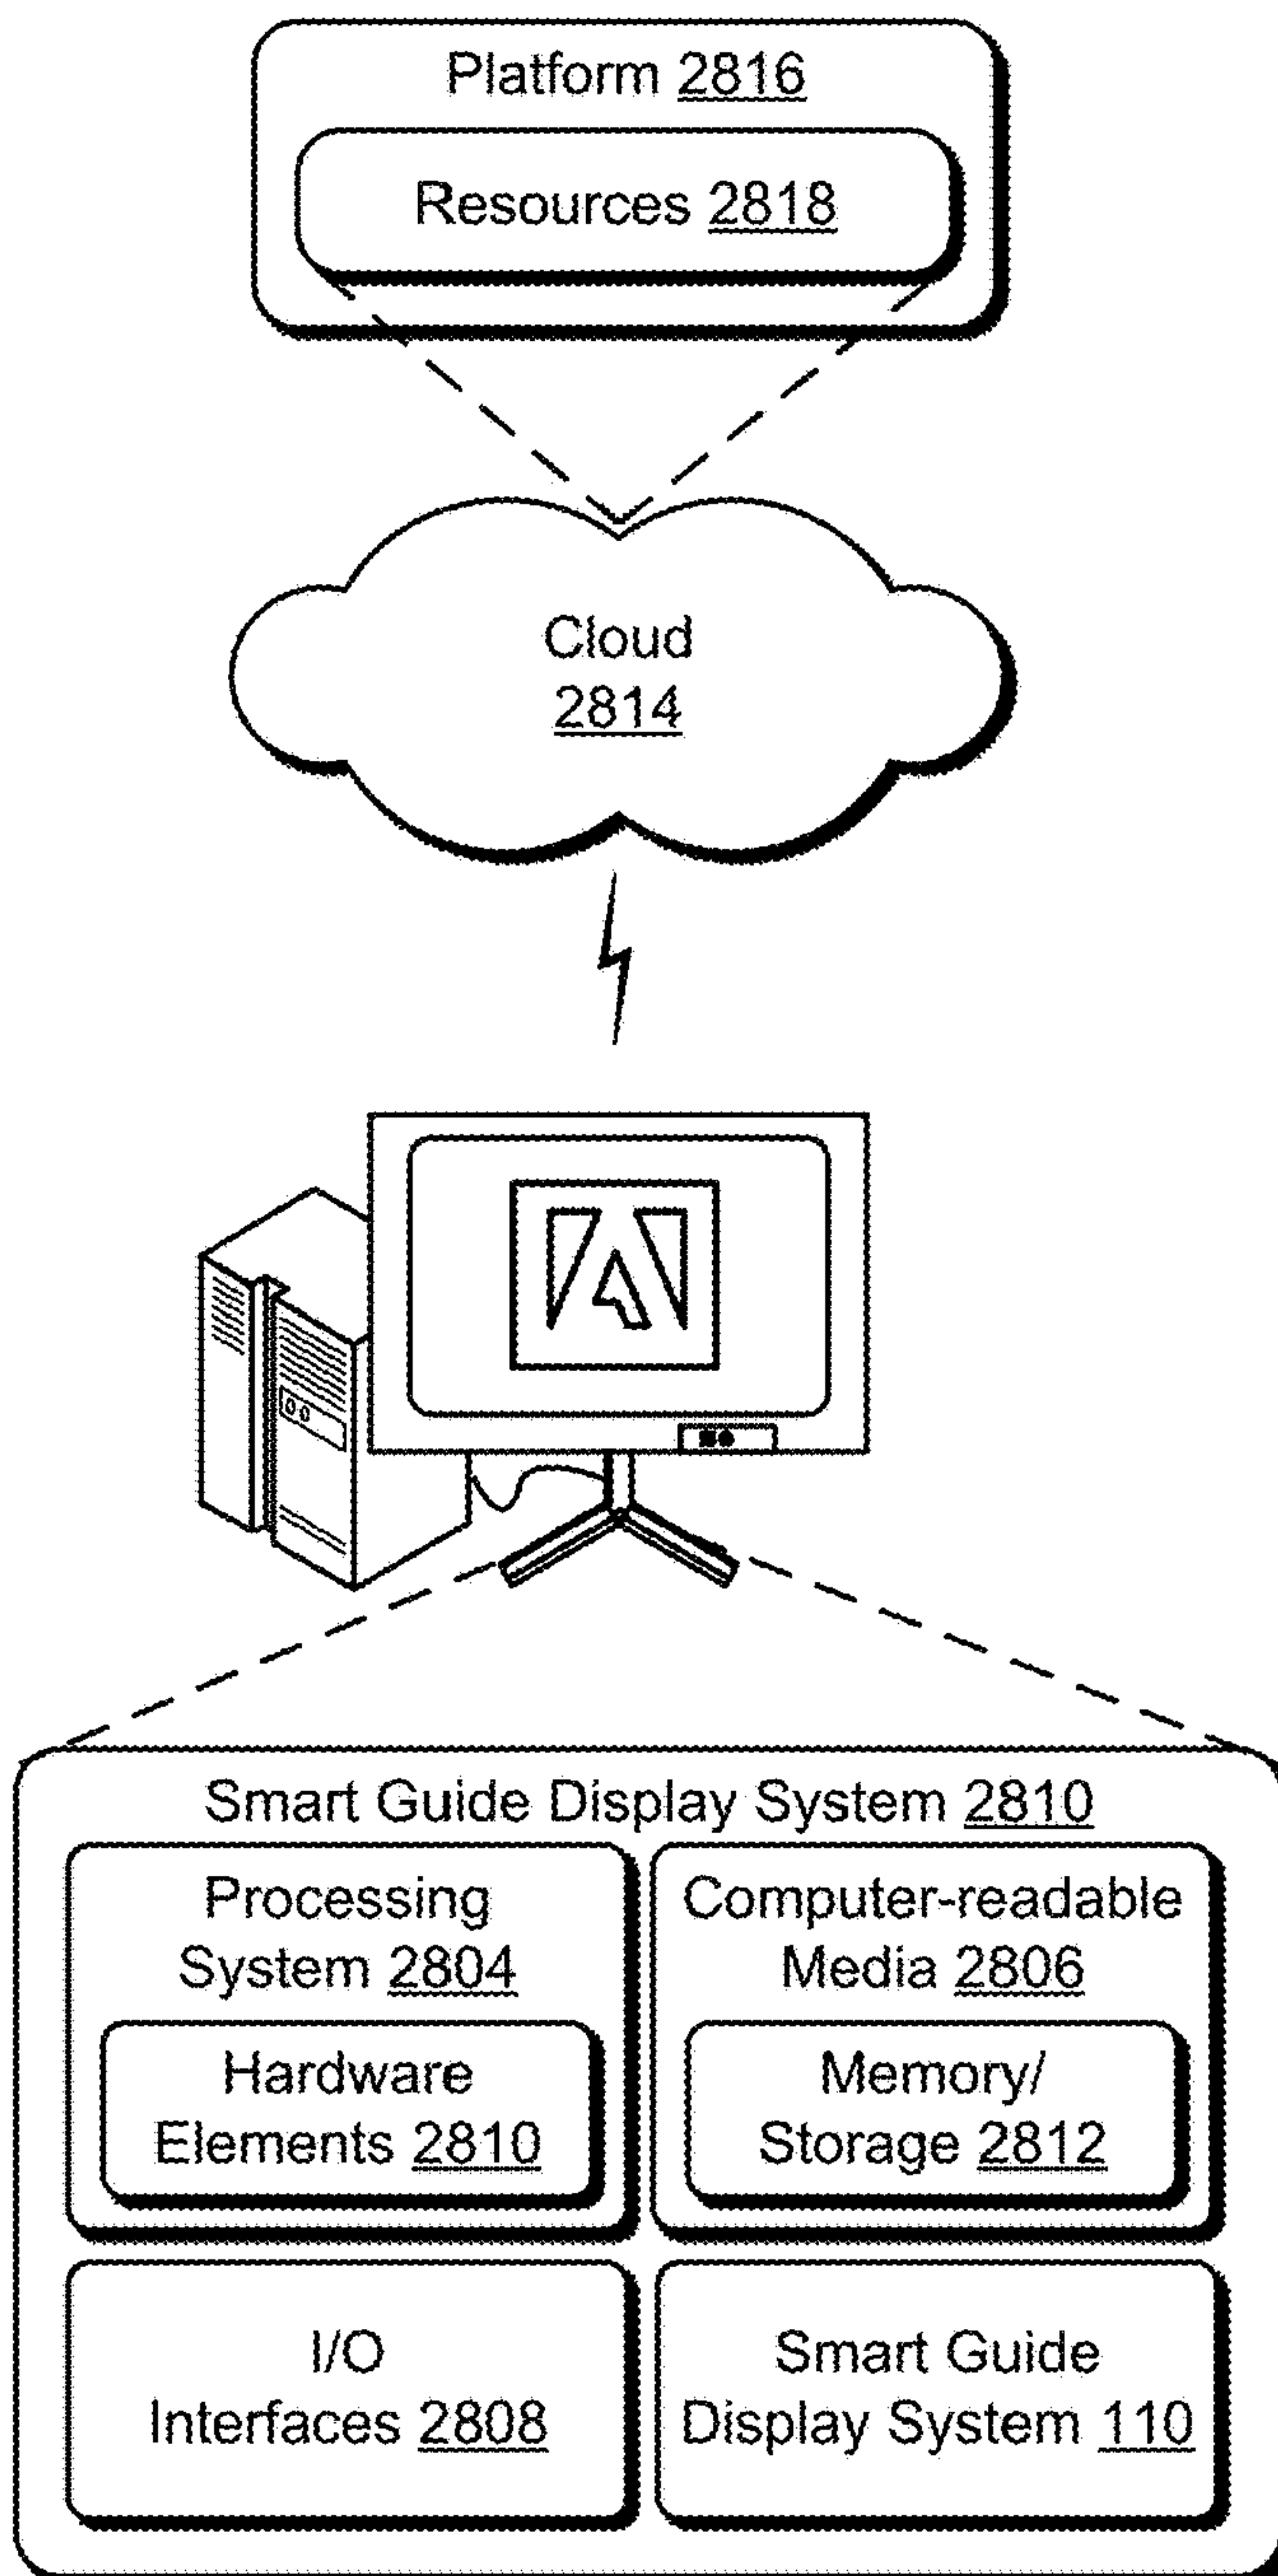 Platform 2816
Resources 2818
Cloud
2814
Smart Guide Display System 2810
Processing
System 2804
Hardware
Elements 2810
Computer-readable
Media 2806
Memory/
Storage 2812
I/O
Interfaces 2808
Smart Guide
Display System 110